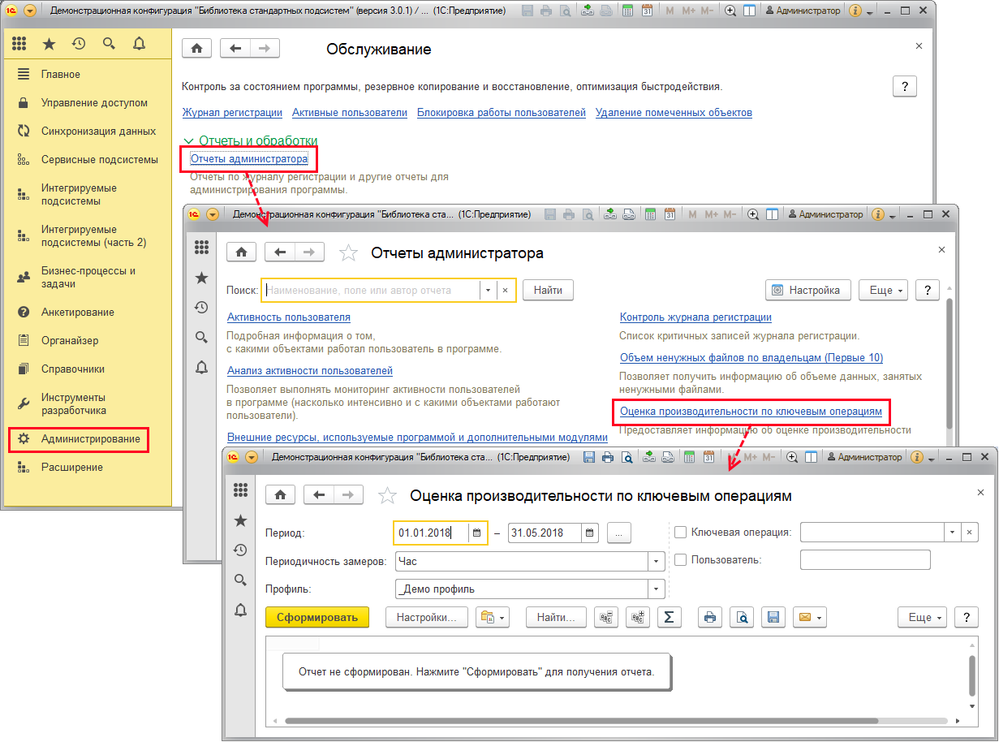 Демонстрационная конфигурация "Библиотека стандартных подсистем" (версия 3.0.1) / ... (1С:Предприятие)
M M+ M- Администратор
Обслуживание
Главное
Управление доступом
Синхронизация данных
Сервисные подсистемы
Интегрируемые
подсистемы
Интегрируемые
подсистемы (часть 2)
Бизнес-процессы и
задачи
Анкетирование
Органайзер
Справочники
Инструменты
разработчика
Администрирование
Расширение
Контроль за состоянием программы, резервное копирование и восстановление, оптимизация быстродействия.
?
Журнал регистрации Активные пользователи Блокировка работы пользователей Удаление помеченных объектов
Отчеты и обработки
Отчеты администратора
Отчеты по журналу регистрации и другие отчеты для
администрирования программы.
Демонстрационная конфигурация "Библиотека ста... (1С:Предприятие)
M M+ M- Администратор
Отчеты администратора
Поиск: Наименование, поле или автор отчета
Найти
Настройка
Еще
?
Активность пользователя
Подробная информация о том,
с какими объектами работал пользователь в программе.
Анализ активности пользователей
Позволяет выполнять мониторинг активности пользователей
в программе (насколько интенсивно и с какими объектами работают
пользователи).
Внешние ресурсы, используемые программой и дополнительными модулями
Контроль журнала регистрации
Список критичных записей журнала регистрации.
Объем ненужных файлов по владельцам (Первые 10)
Позволяет получить информацию об объеме данных, занятых
ненужными файлами.
Оценка производительности по ключевым операциям
Предоставляет информацию об оценке производительности
Демонстрационная конфигурация "Библиотека ста... (1С:Предприятие)
M+ M- Администратор
Оценка производительности по ключевым операциям
Период: 01.01.2018 – 31.05.2018 ...
Ключевая операция:
Периодичность замеров: Час
Пользователь:
Профиль: _Демо профиль
Сформировать
Настройки...
Найти...
Σ
Еще
?
Отчет не сформирован. Нажмите "Сформировать" для получения отчета.